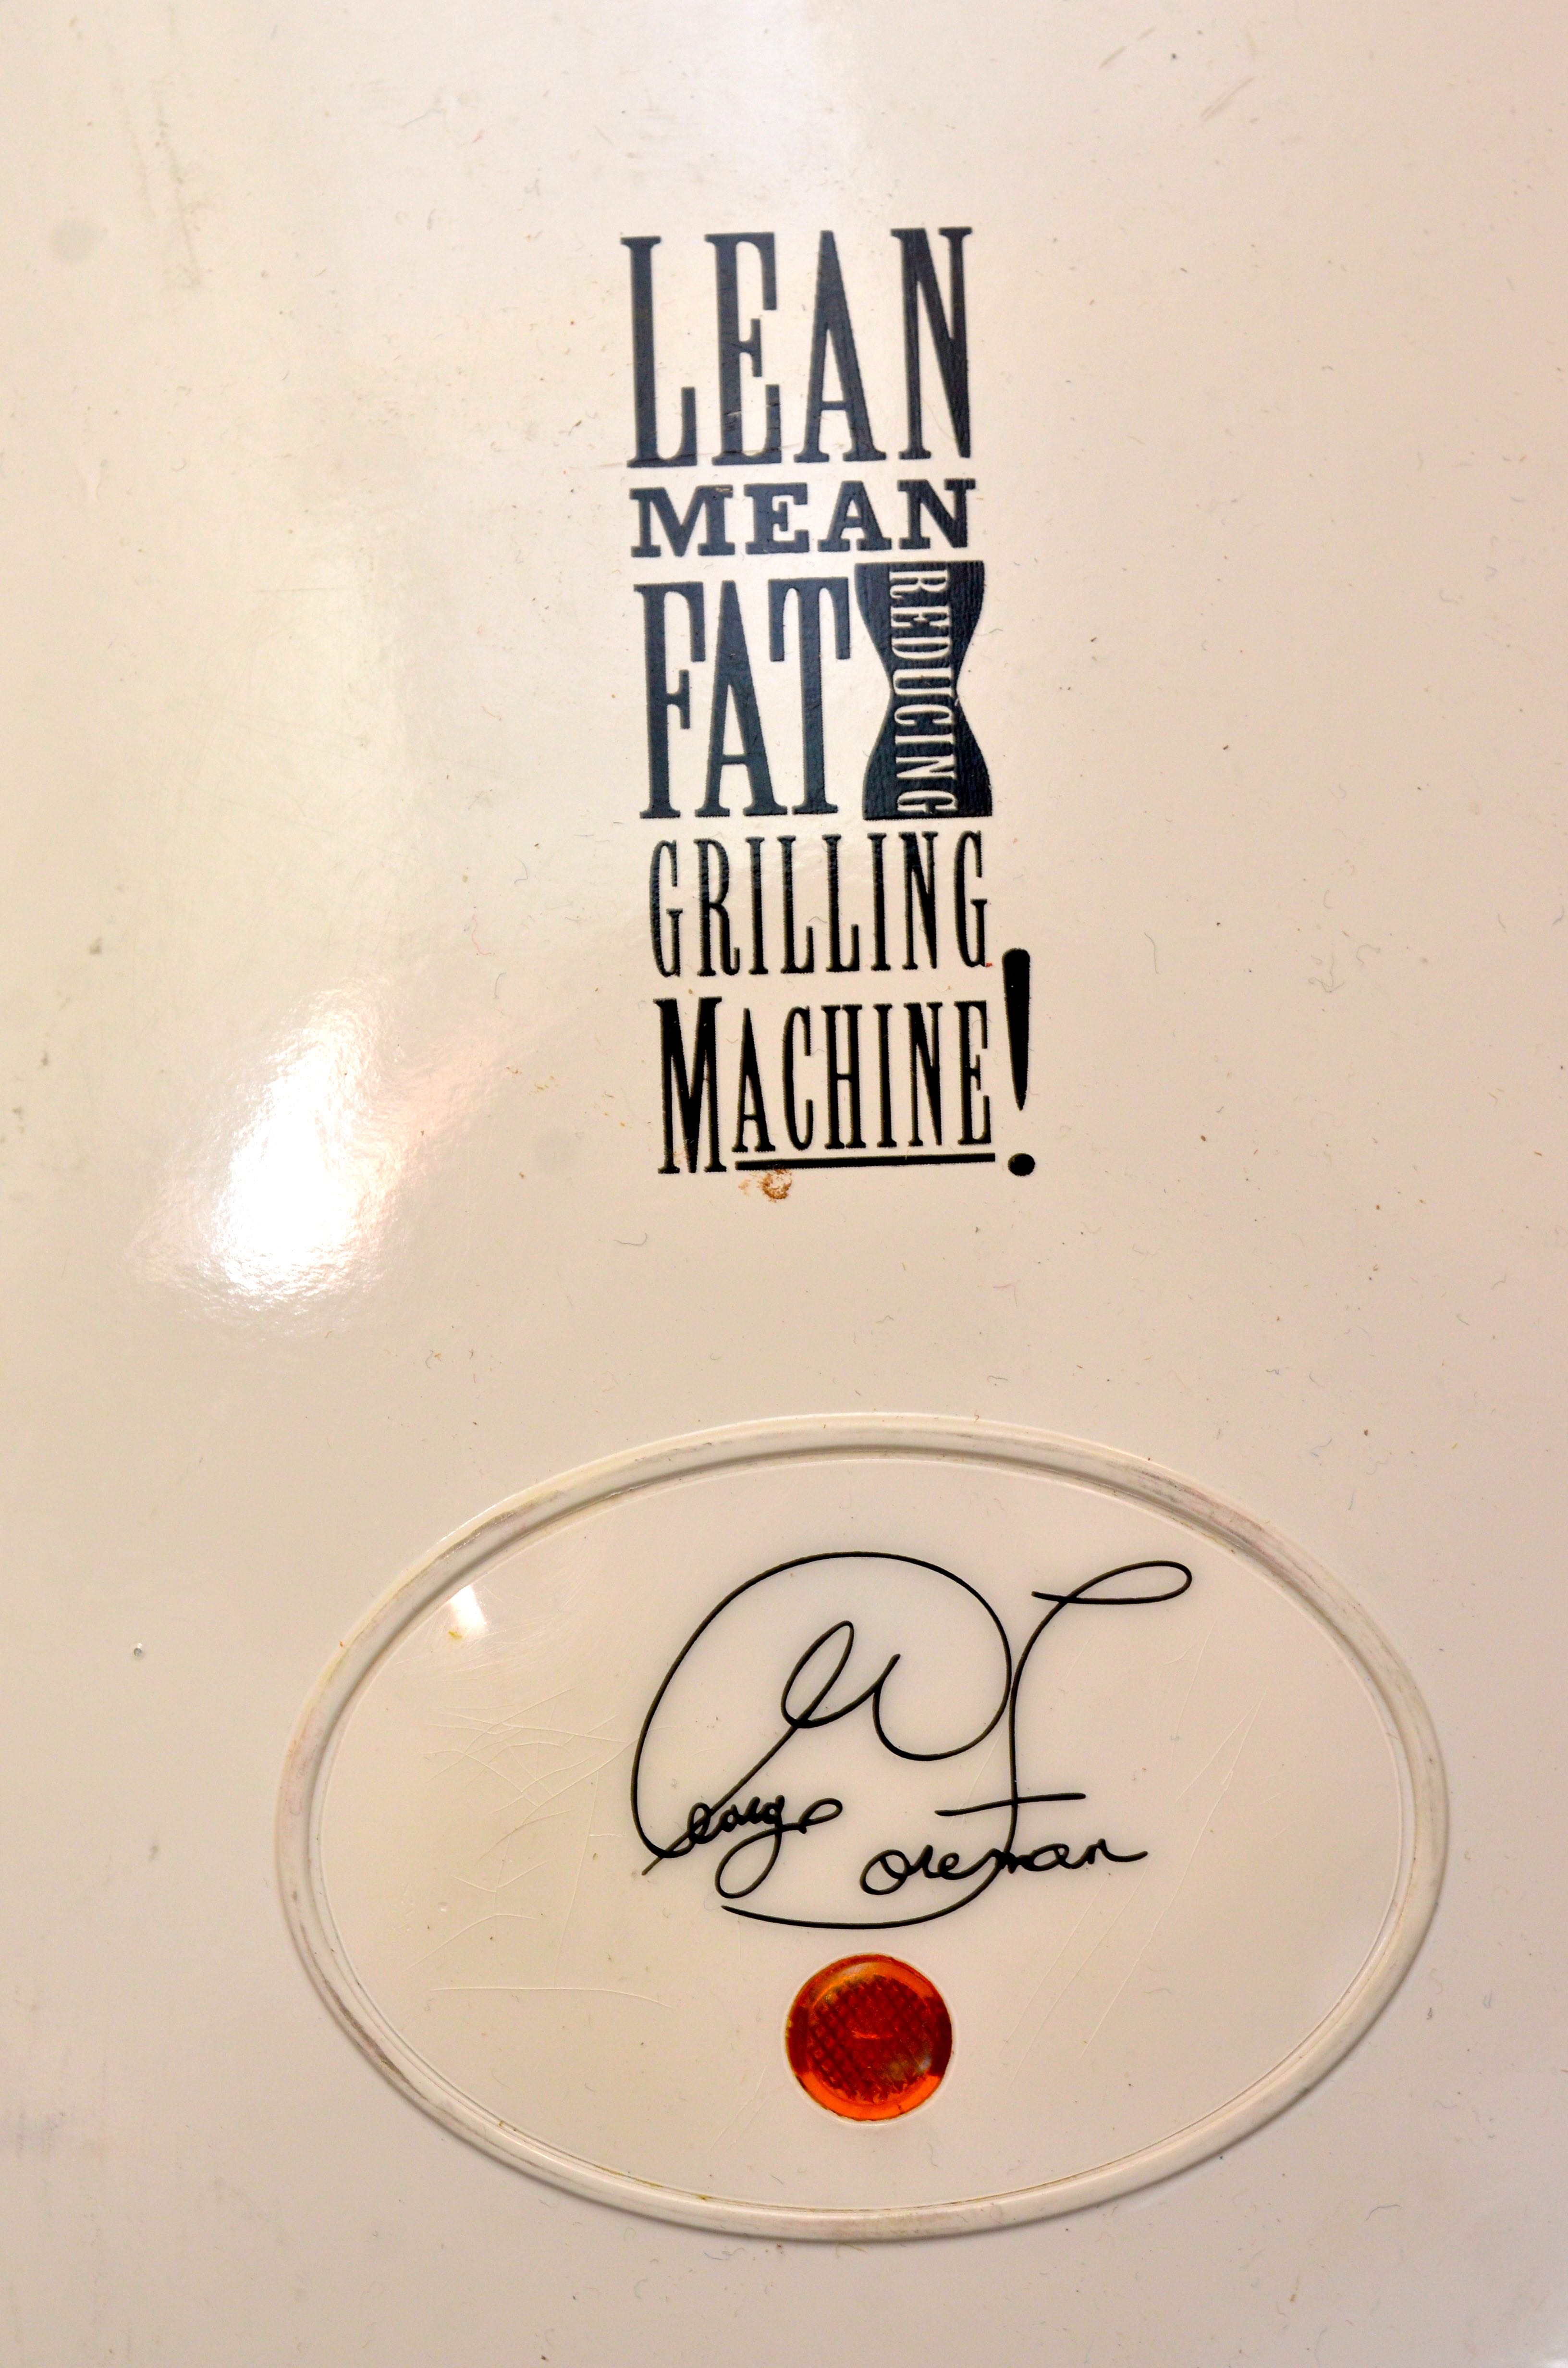 LEAN
MEAN
FAT REDUCING
GRILLING
MACHINE!
George Foreman